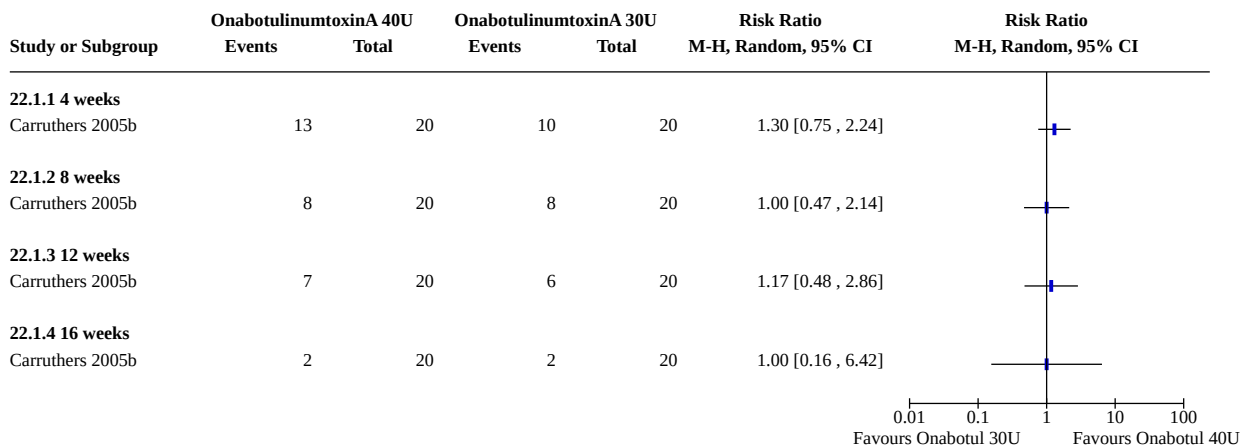 OnabotulinumtoxinA 40U OnabotulinumtoxinA 30U Risk Ratio Risk Ratio
Study or Subgroup Events Total Events Total M-H, Random, 95% CI M-H, Random, 95% CI
22.1.1 4 weeks
Carruthers 2005b 13 20 10 20 1.30 [0.75 , 2.24]
22.1.2 8 weeks
Carruthers 2005b 8 20 8 20 1.00 [0.47 , 2.14]
22.1.3 12 weeks
Carruthers 2005b 7 20 6 20 1.17 [0.48 , 2.86]
22.1.4 16 weeks
Carruthers 2005b 2 20 2 20 1.00 [0.16 , 6.42]
0.01 0.1 1 10 100
Favours Onabotul 30U Favours Onabotul 40U